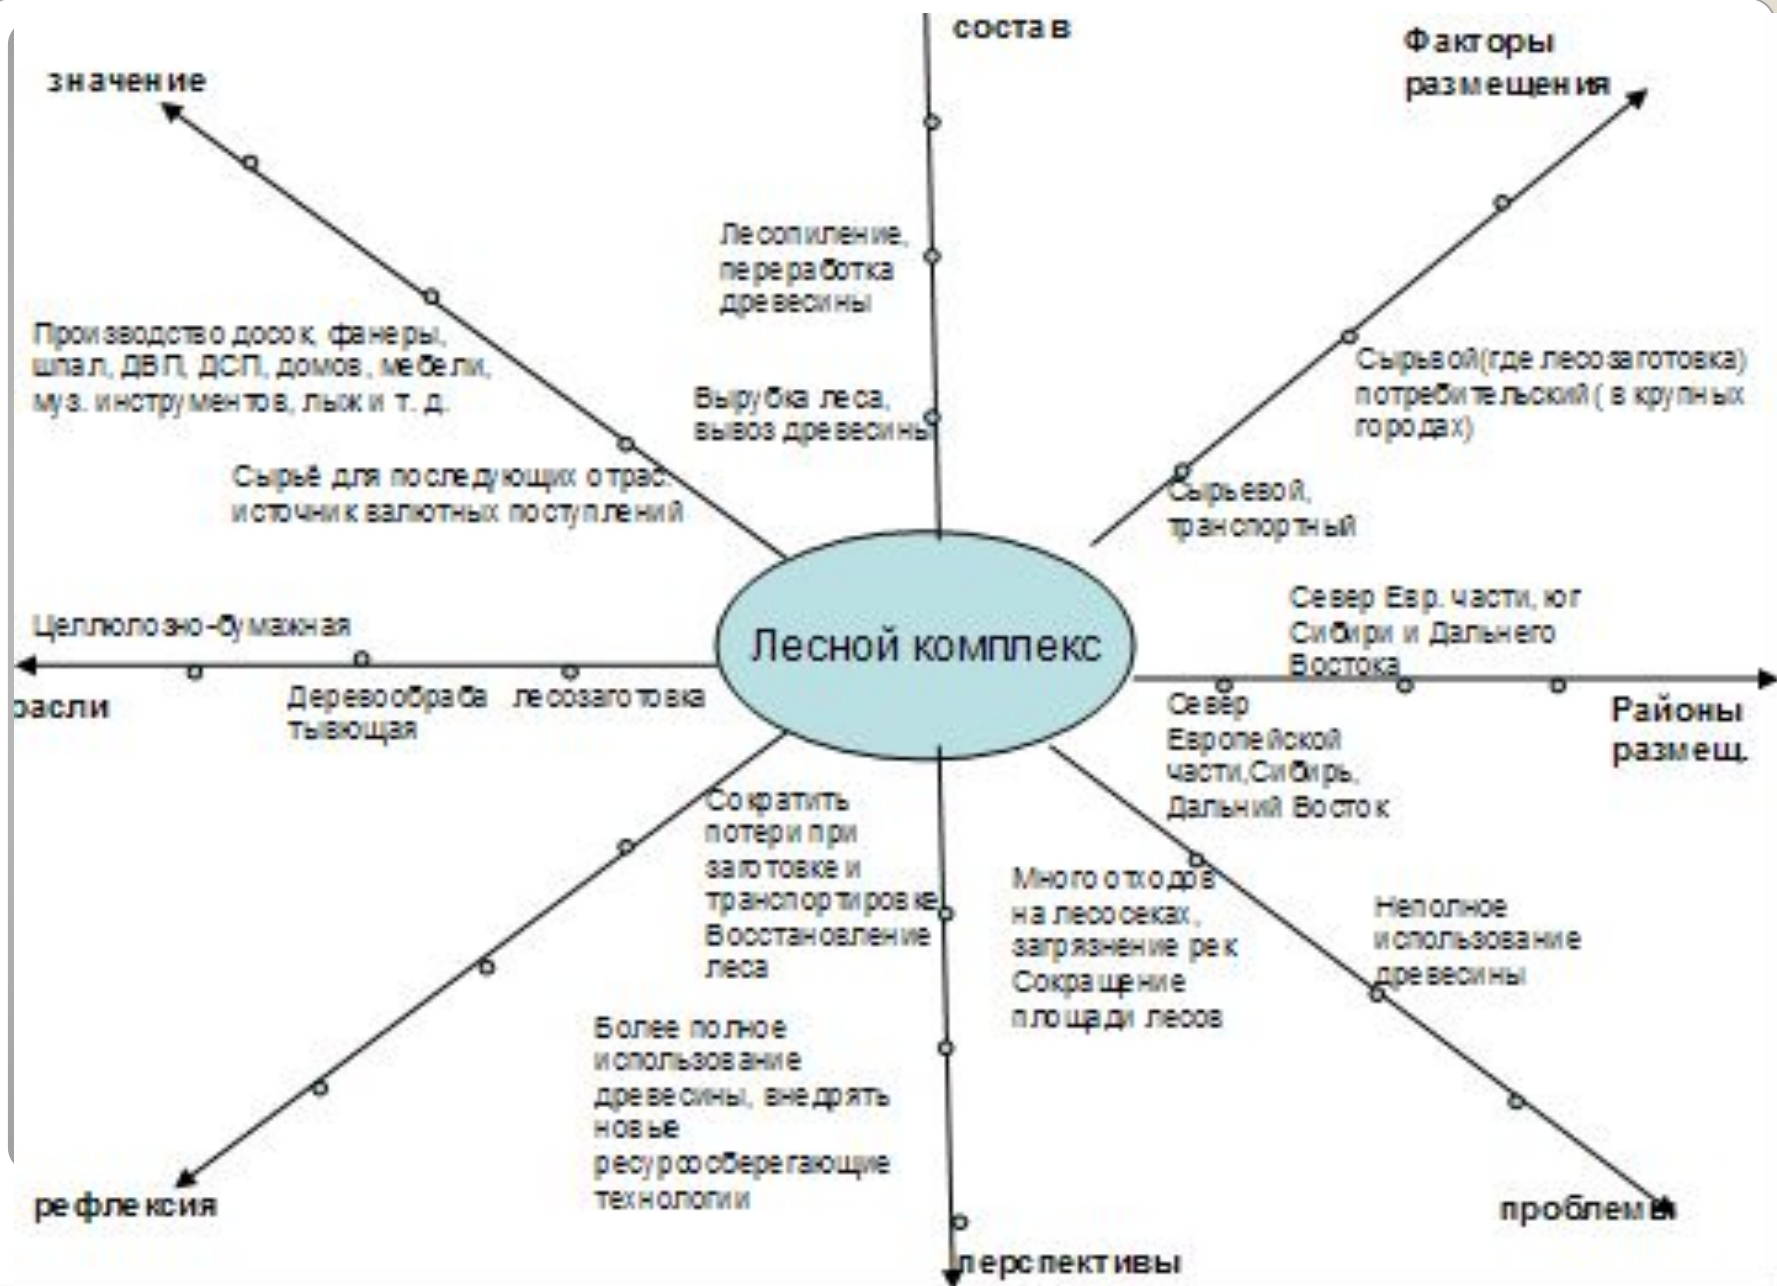 состав
Факторы
размещения
значение
Лесопиление,
переработка
древесины
Производство досок, фанеры,
шпал, ДВП, ДСП, домов, мебели,
муз. инструментов, лыж и т. д.
Вырубка леса,
вывоз древесины
Сырьвой(где лесозаготовка)
потребительский( в крупных
городах)
Сырьё для последующих отрас.
источник валютных поступлений
Сырьевой,
транспортный
Целлюлозно-бумажная
Лесной комплекс
Север Евр. части, юг
Сибири и Дальнего
Востока
расли
Деревообраба
тывающая
лесозаготовка
Север
Европейской
части,Сибирь,
Дальний Восток
Районы
размещ.
Сократить
потери при
заготовке и
транспортировке
Восстановление
леса
Много отходов
на лесосеках,
загрязнение рек
Сокращение
площади лесов
Неполное
использование
древесины
Более полное
использование
древесины, внедрять
новые
ресурсосберегающие
технологии
рефлексия
перспективы
проблемы